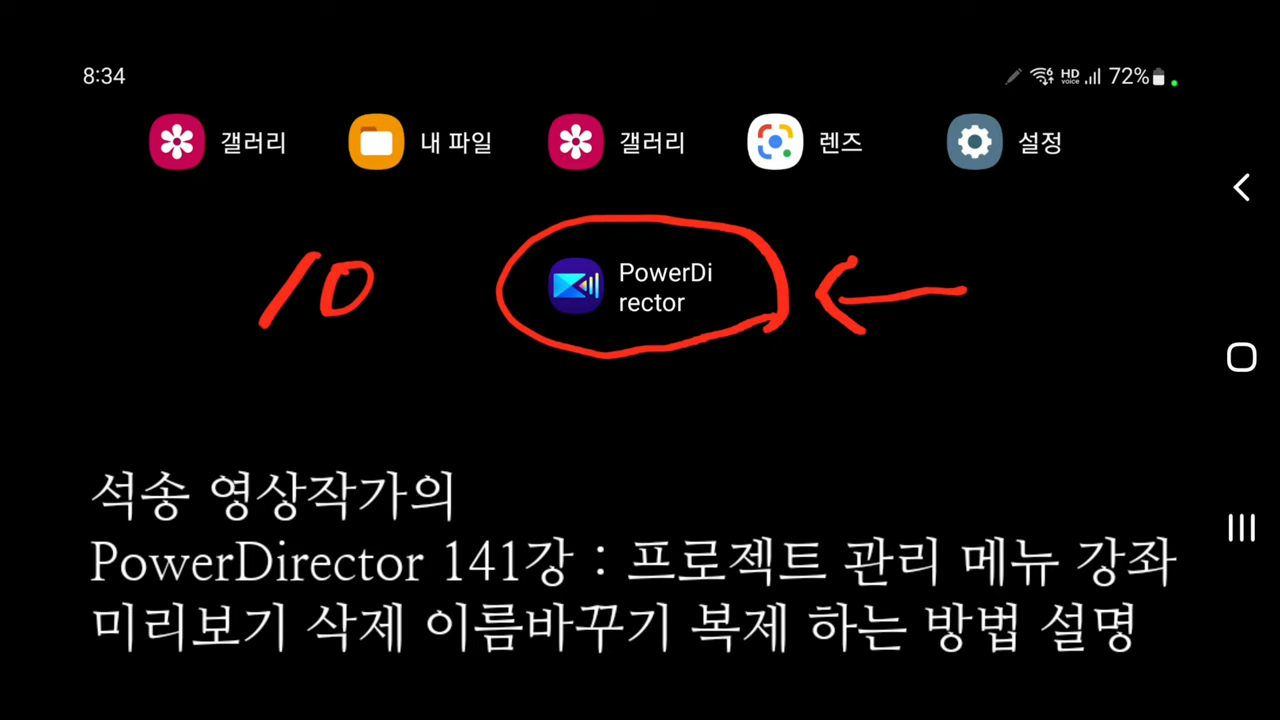 8:34
HD voice 72%
갤러리 내 파일 갤러리 렌즈 설정
10
PowerDi
rector
석송 영상작가의
PowerDirector 141강 : 프로젝트 관리 메뉴 강좌
미리보기 삭제 이름바꾸기 복제 하는 방법 설명